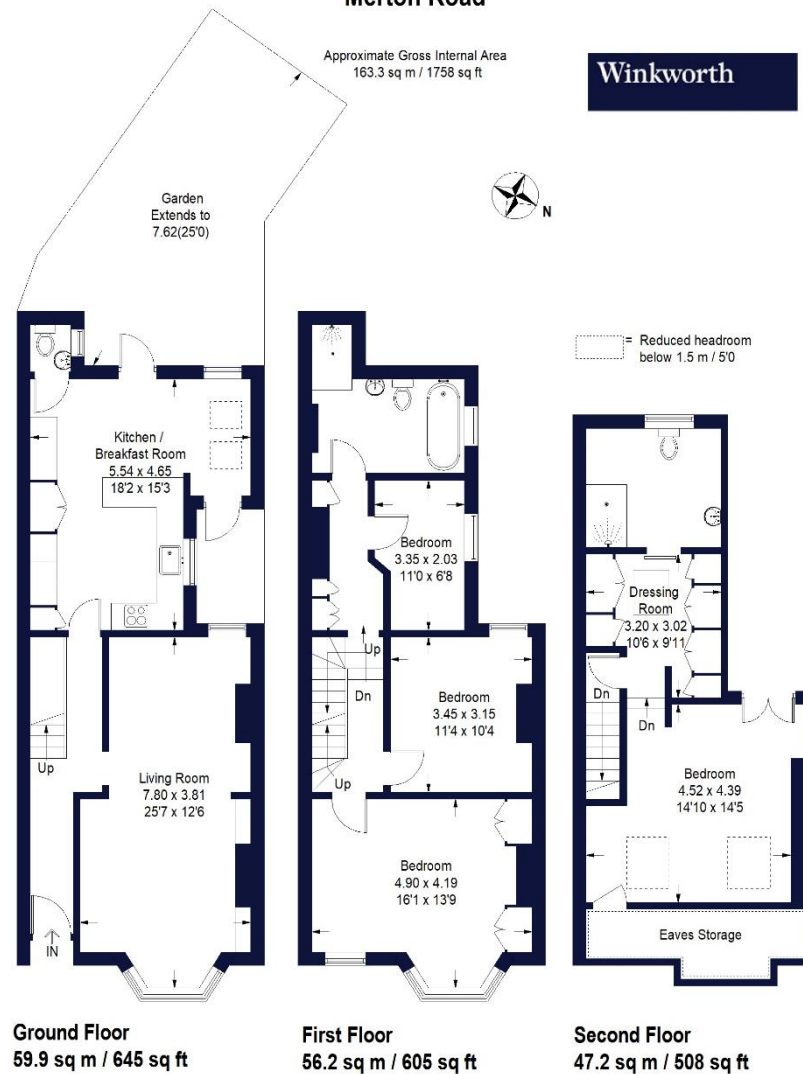 Merton Road
Approximate Gross Internal Area
163.3 sq m / 1758 sq ft
Winkworth
N
Garden
Extends to
7.62(25'0)
= Reduced headroom
below 1.5 m / 5'0
Kitchen /
Breakfast Room
5.54 x 4.65
18'2 x 15'3
Up
Living Room
7.80 x 3.81
25'7 x 12'6
IN
Bedroom
3.35 x 2.03
11'0 x 6'8
Up
Dn
Up
Bedroom
3.45 x 3.15
11'4 x 10'4
Bedroom
4.90 x 4.19
16'1 x 13'9
Dressing
Room
3.20 x 3.02
10'6 x 9'11
Dn
Dn
Bedroom
4.52 x 4.39
14'10 x 14'5
Eaves Storage
Ground Floor
59.9 sq m / 645 sq ft
First Floor
56.2 sq m / 605 sq ft
Second Floor
47.2 sq m / 508 sq ft